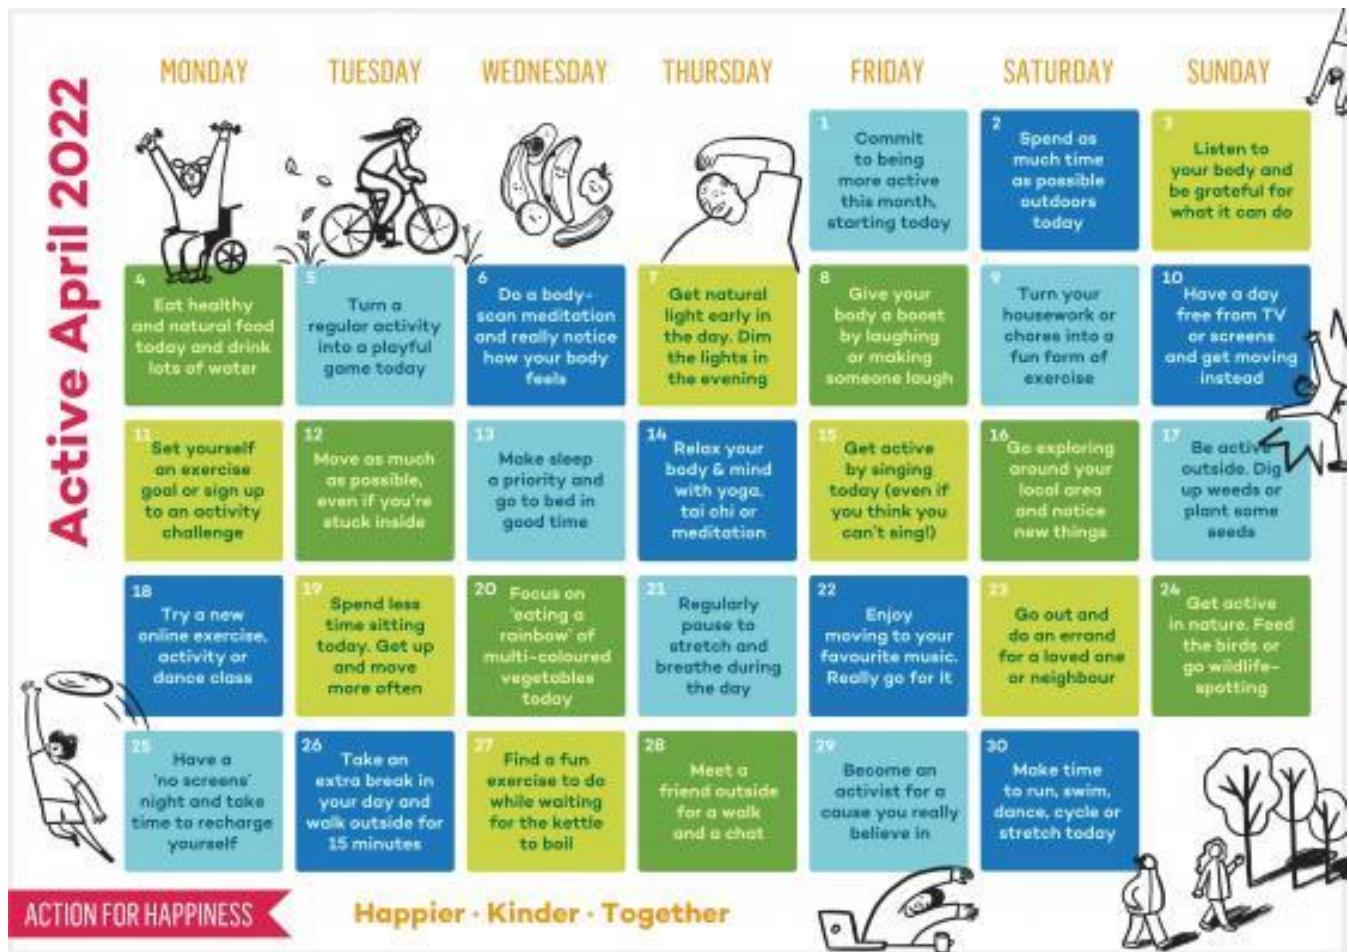 Active April 2022
MONDAY
TUESDAY
WEDNESDAY
THURSDAY
FRIDAY
SATURDAY
SUNDAY
1
Commit
to being
more active
this month,
starting today
2
Spend as
much time
as possible
outdoors
today
3
Listen to
your body and
be grateful for
what it can do
4
Eat healthy
and natural food
today and drink
lots of water
5
Turn a
regular activity
into a playful
game today
6
Do a body-
scan meditation
and really notice
how your body
feels
7
Get natural
light early in
the day. Dim
the lights in
the evening
8
Give your
body a boost
by laughing
or making
someone laugh
9
Turn your
housework or
chores into a
fun form of
exercise
10
Have a day
free from TV
or screens
and get moving
instead
11
Set yourself
an exercise
goal or sign up
to an activity
challenge
12
Move as much
as possible,
even if you're
stuck inside
13
Make sleep
a priority and
go to bed in
good time
14
Relax your
body & mind
with yoga,
tai chi or
meditation
15
Get active
by singing
today (even if
you think you
can't sing!)
16
Go exploring
around your
local area
and notice
new things
17
Be active
outside. Dig
up weeds or
plant some
seeds
18
Try a new
online exercise,
activity or
dance class
19
Spend less
time sitting
today. Get up
and move
more often
20
Focus on
'eating a
rainbow' of
multi-coloured
vegetables
today
21
Regularly
pause to
stretch and
breathe during
the day
22
Enjoy
moving to your
favourite music.
Really go for it
23
Go out and
do an errand
for a loved one
or neighbour
24
Get active
in nature. Feed
the birds or
go wildlife-
spotting
25
Have a
'no screens'
night and take
time to recharge
yourself
26
Take an
extra break in
your day and
walk outside for
15 minutes
27
Find a fun
exercise to do
while waiting
for the kettle
to boil
28
Meet a
friend outside
for a walk
and a chat
29
Become an
activist for a
cause you really
believe in
30
Make time
to run, swim,
dance, cycle or
stretch today
ACTION FOR HAPPINESS
Happier · Kinder · Together